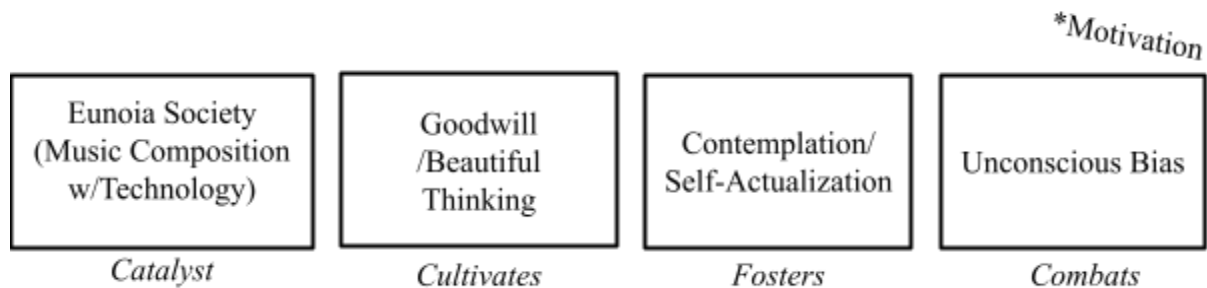 *Motivation
Eunoia Society
(Music Composition
w/Technology)
Goodwill
/Beautiful
Thinking
Contemplation/
Self-Actualization
Unconscious Bias
Catalyst
Cultivates
Fosters
Combats